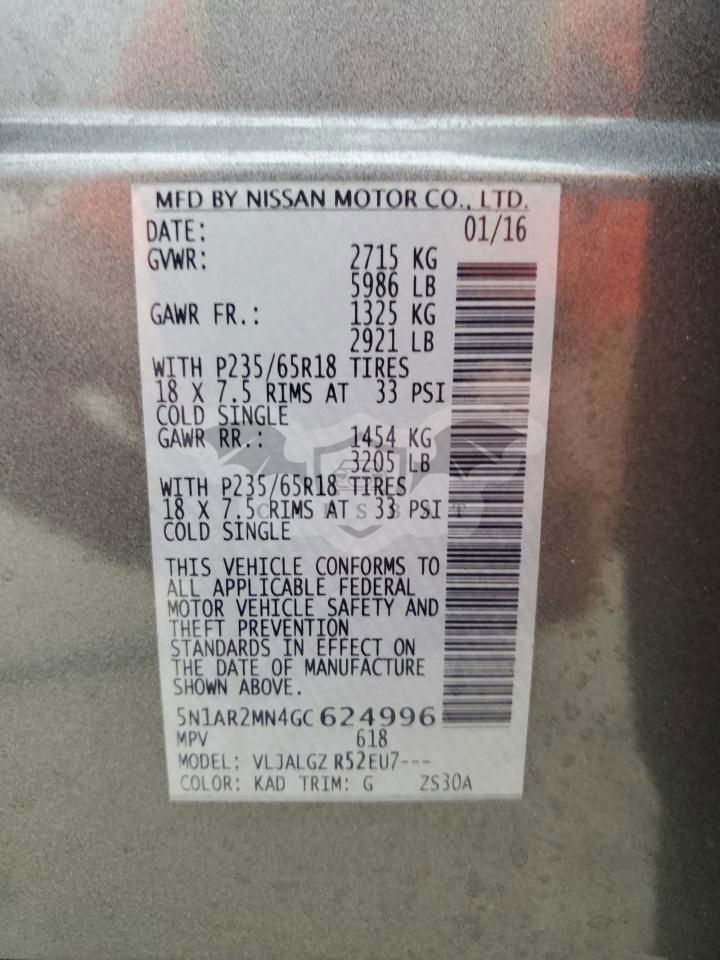 MFD BY NISSAN MOTOR CO., LTD.
DATE: 01/16
GVWR: 2715 KG
5986 LB
GAWR FR.: 1325 KG
2921 LB
WITH P235/65R18 TIRES
18 X 7.5 RIMS AT 33 PSI
COLD SINGLE
GAWR RR.: 1454 KG
3205 LB
WITH P235/65R18 TIRES
18 X 7.5 RIMS AT 33 PSI
COLD SINGLE
THIS VEHICLE CONFORMS TO
ALL APPLICABLE FEDERAL
MOTOR VEHICLE SAFETY AND
THEFT PREVENTION
STANDARDS IN EFFECT ON
THE DATE OF MANUFACTURE
SHOWN ABOVE.
5N1AR2MN4GC624996
MPV 618
MODEL: VLJALGZ R52EU7---
COLOR: KAD TRIM: G ZS30A